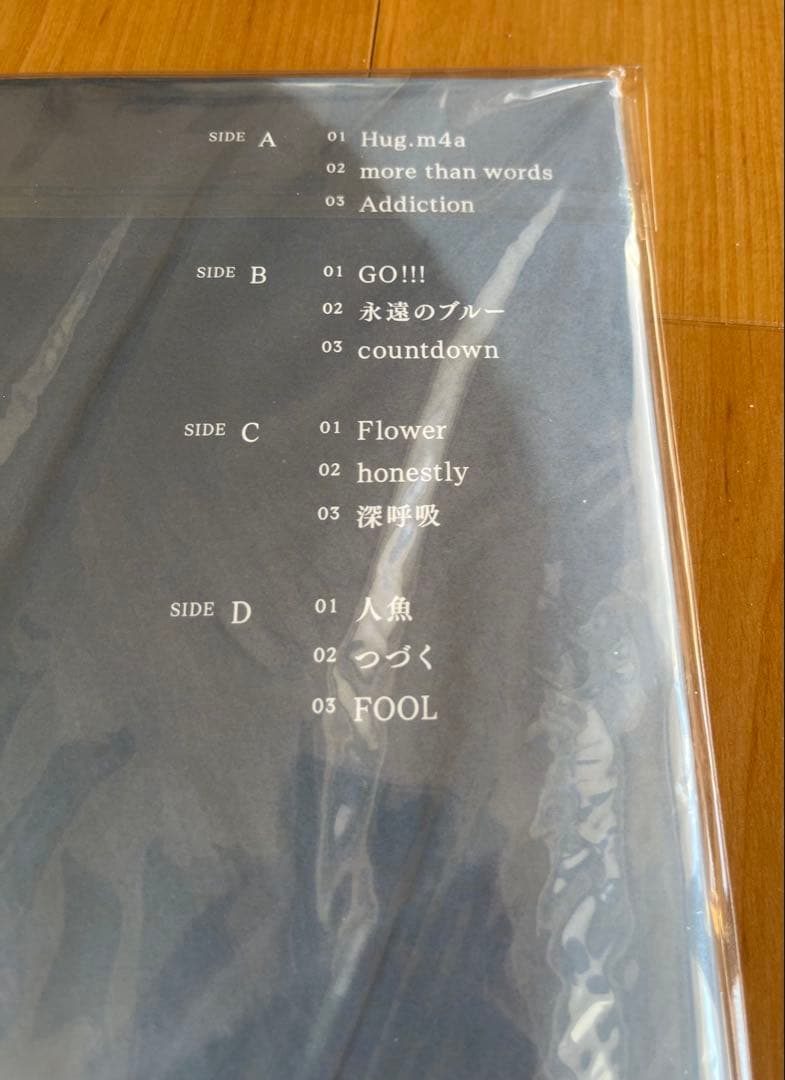 SIDE A 01 Hug.m4a
02 more than words
03 Addiction
SIDE B 01 GO!!!
02 永遠のブルー
03 countdown
SIDE C 01 Flower
02 honestly
03 深呼吸
SIDE D 01 人魚
02 つづく
03 FOOL